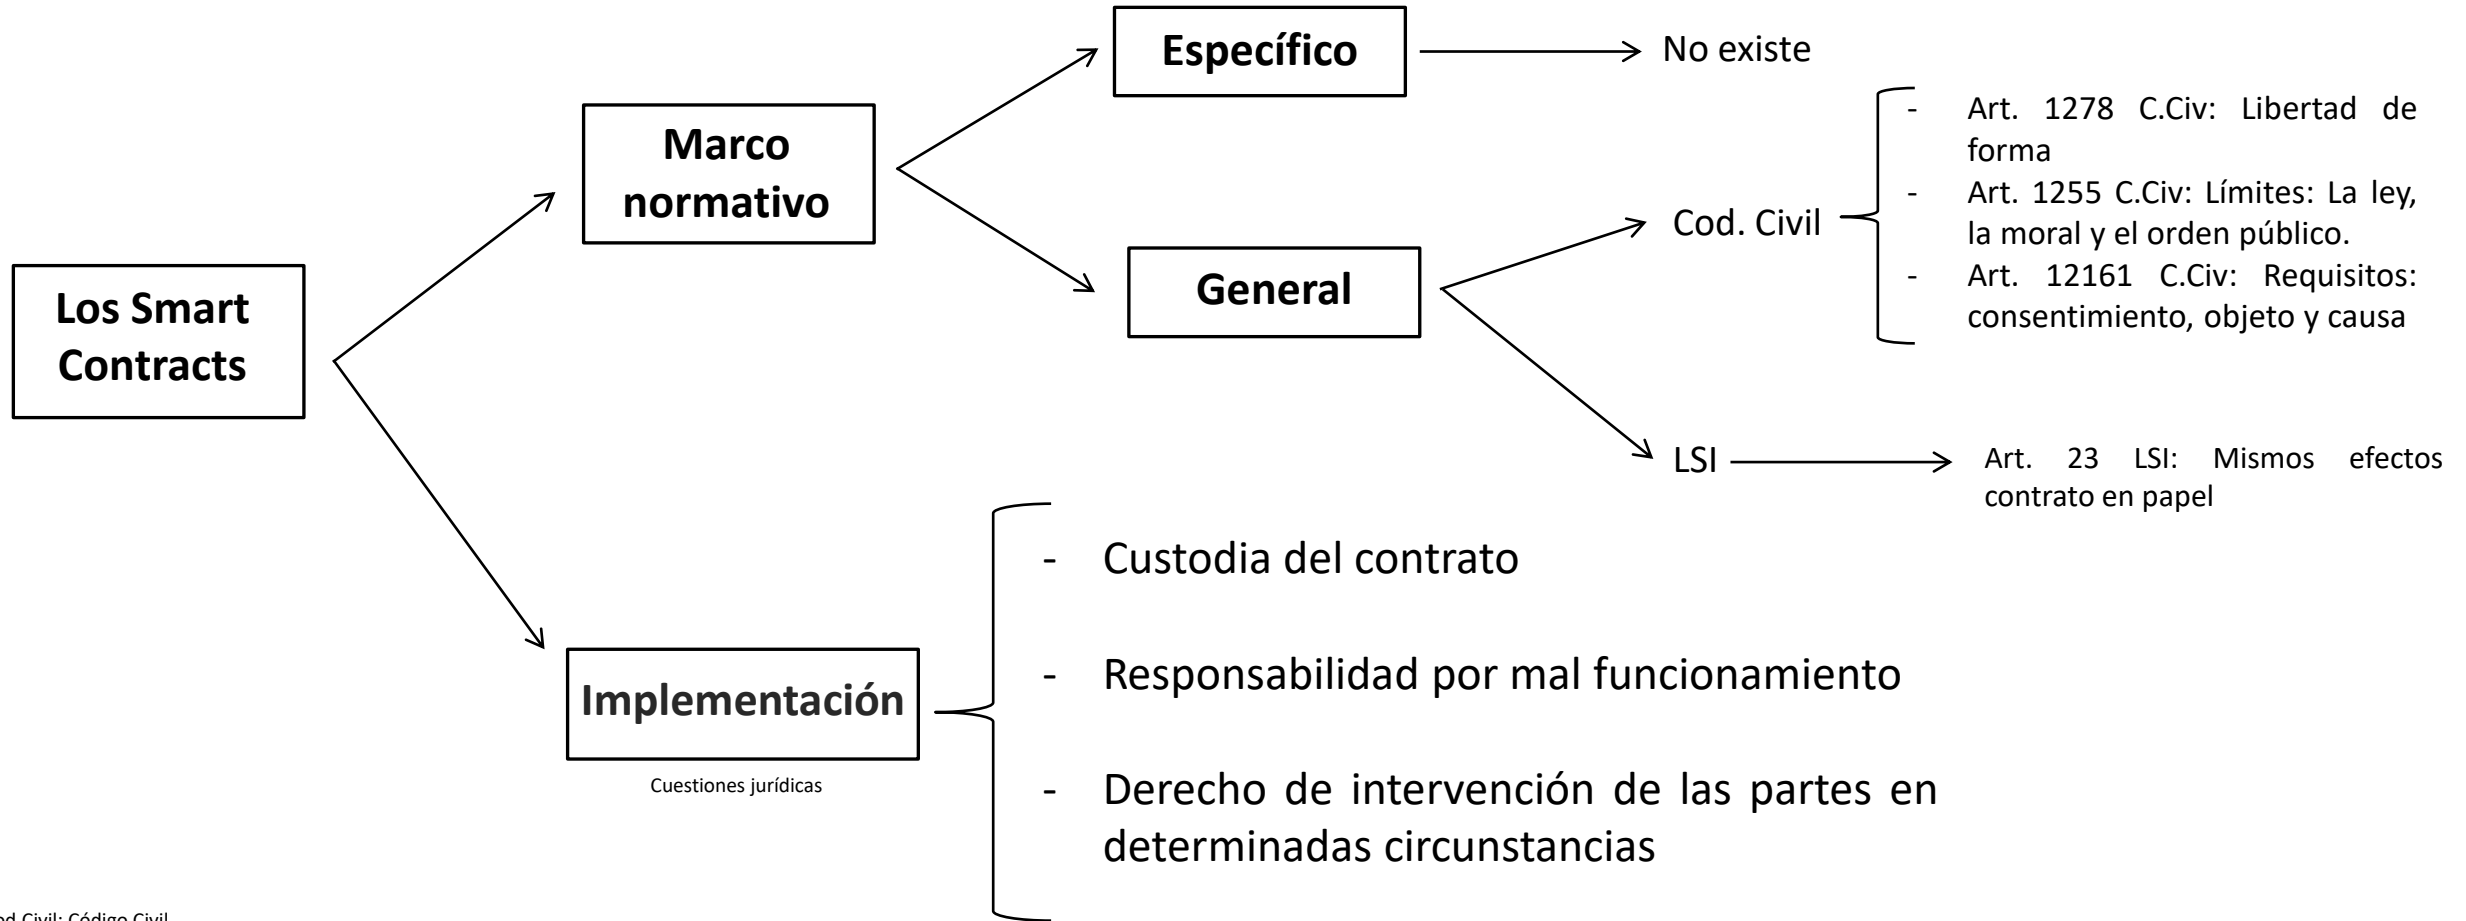 Los Smart
Contracts
Marco
normativo
Específico
No existe
General
Cod. Civil
- Art. 1278 C.Civ: Libertad de
forma
- Art. 1255 C.Civ: Límites: La ley,
la moral y el orden público.
- Art. 12161 C.Civ: Requisitos:
consentimiento, objeto y causa
LSI
Art. 23 LSI: Mismos efectos
contrato en papel
Implementación
Cuestiones jurídicas
- Custodia del contrato
- Responsabilidad por mal funcionamiento
- Derecho de intervención de las partes en
determinadas circunstancias
Civil: Código Civil